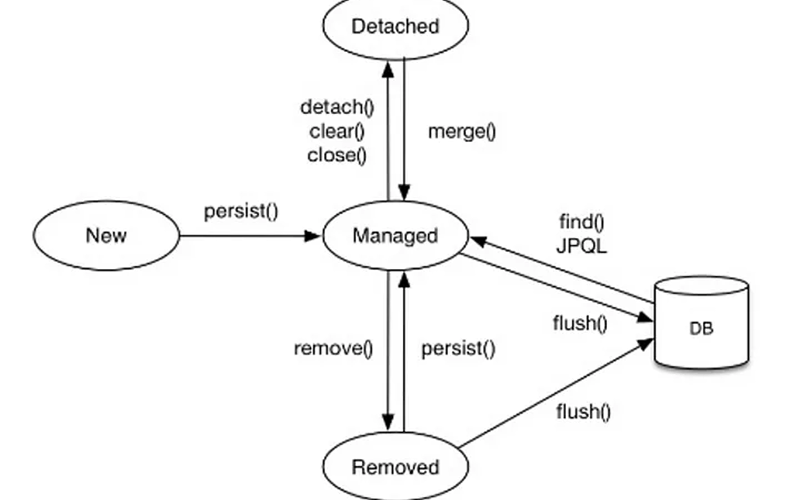 Detached
detach()
clear()
close()
merge()
persist()
New
Managed
find()
JPQL
DB
flush()
remove()
persist()
flush()
Removed